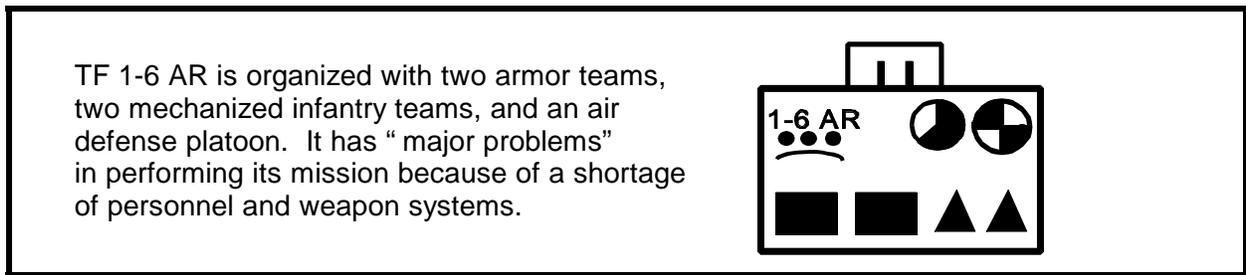 TF 1-6 AR is organized with two armor teams,
two mechanized infantry teams, and an air
defense platoon.  It has “ major problems”
in performing its mission because of a shortage
of personnel and weapon systems.
1-6 AR